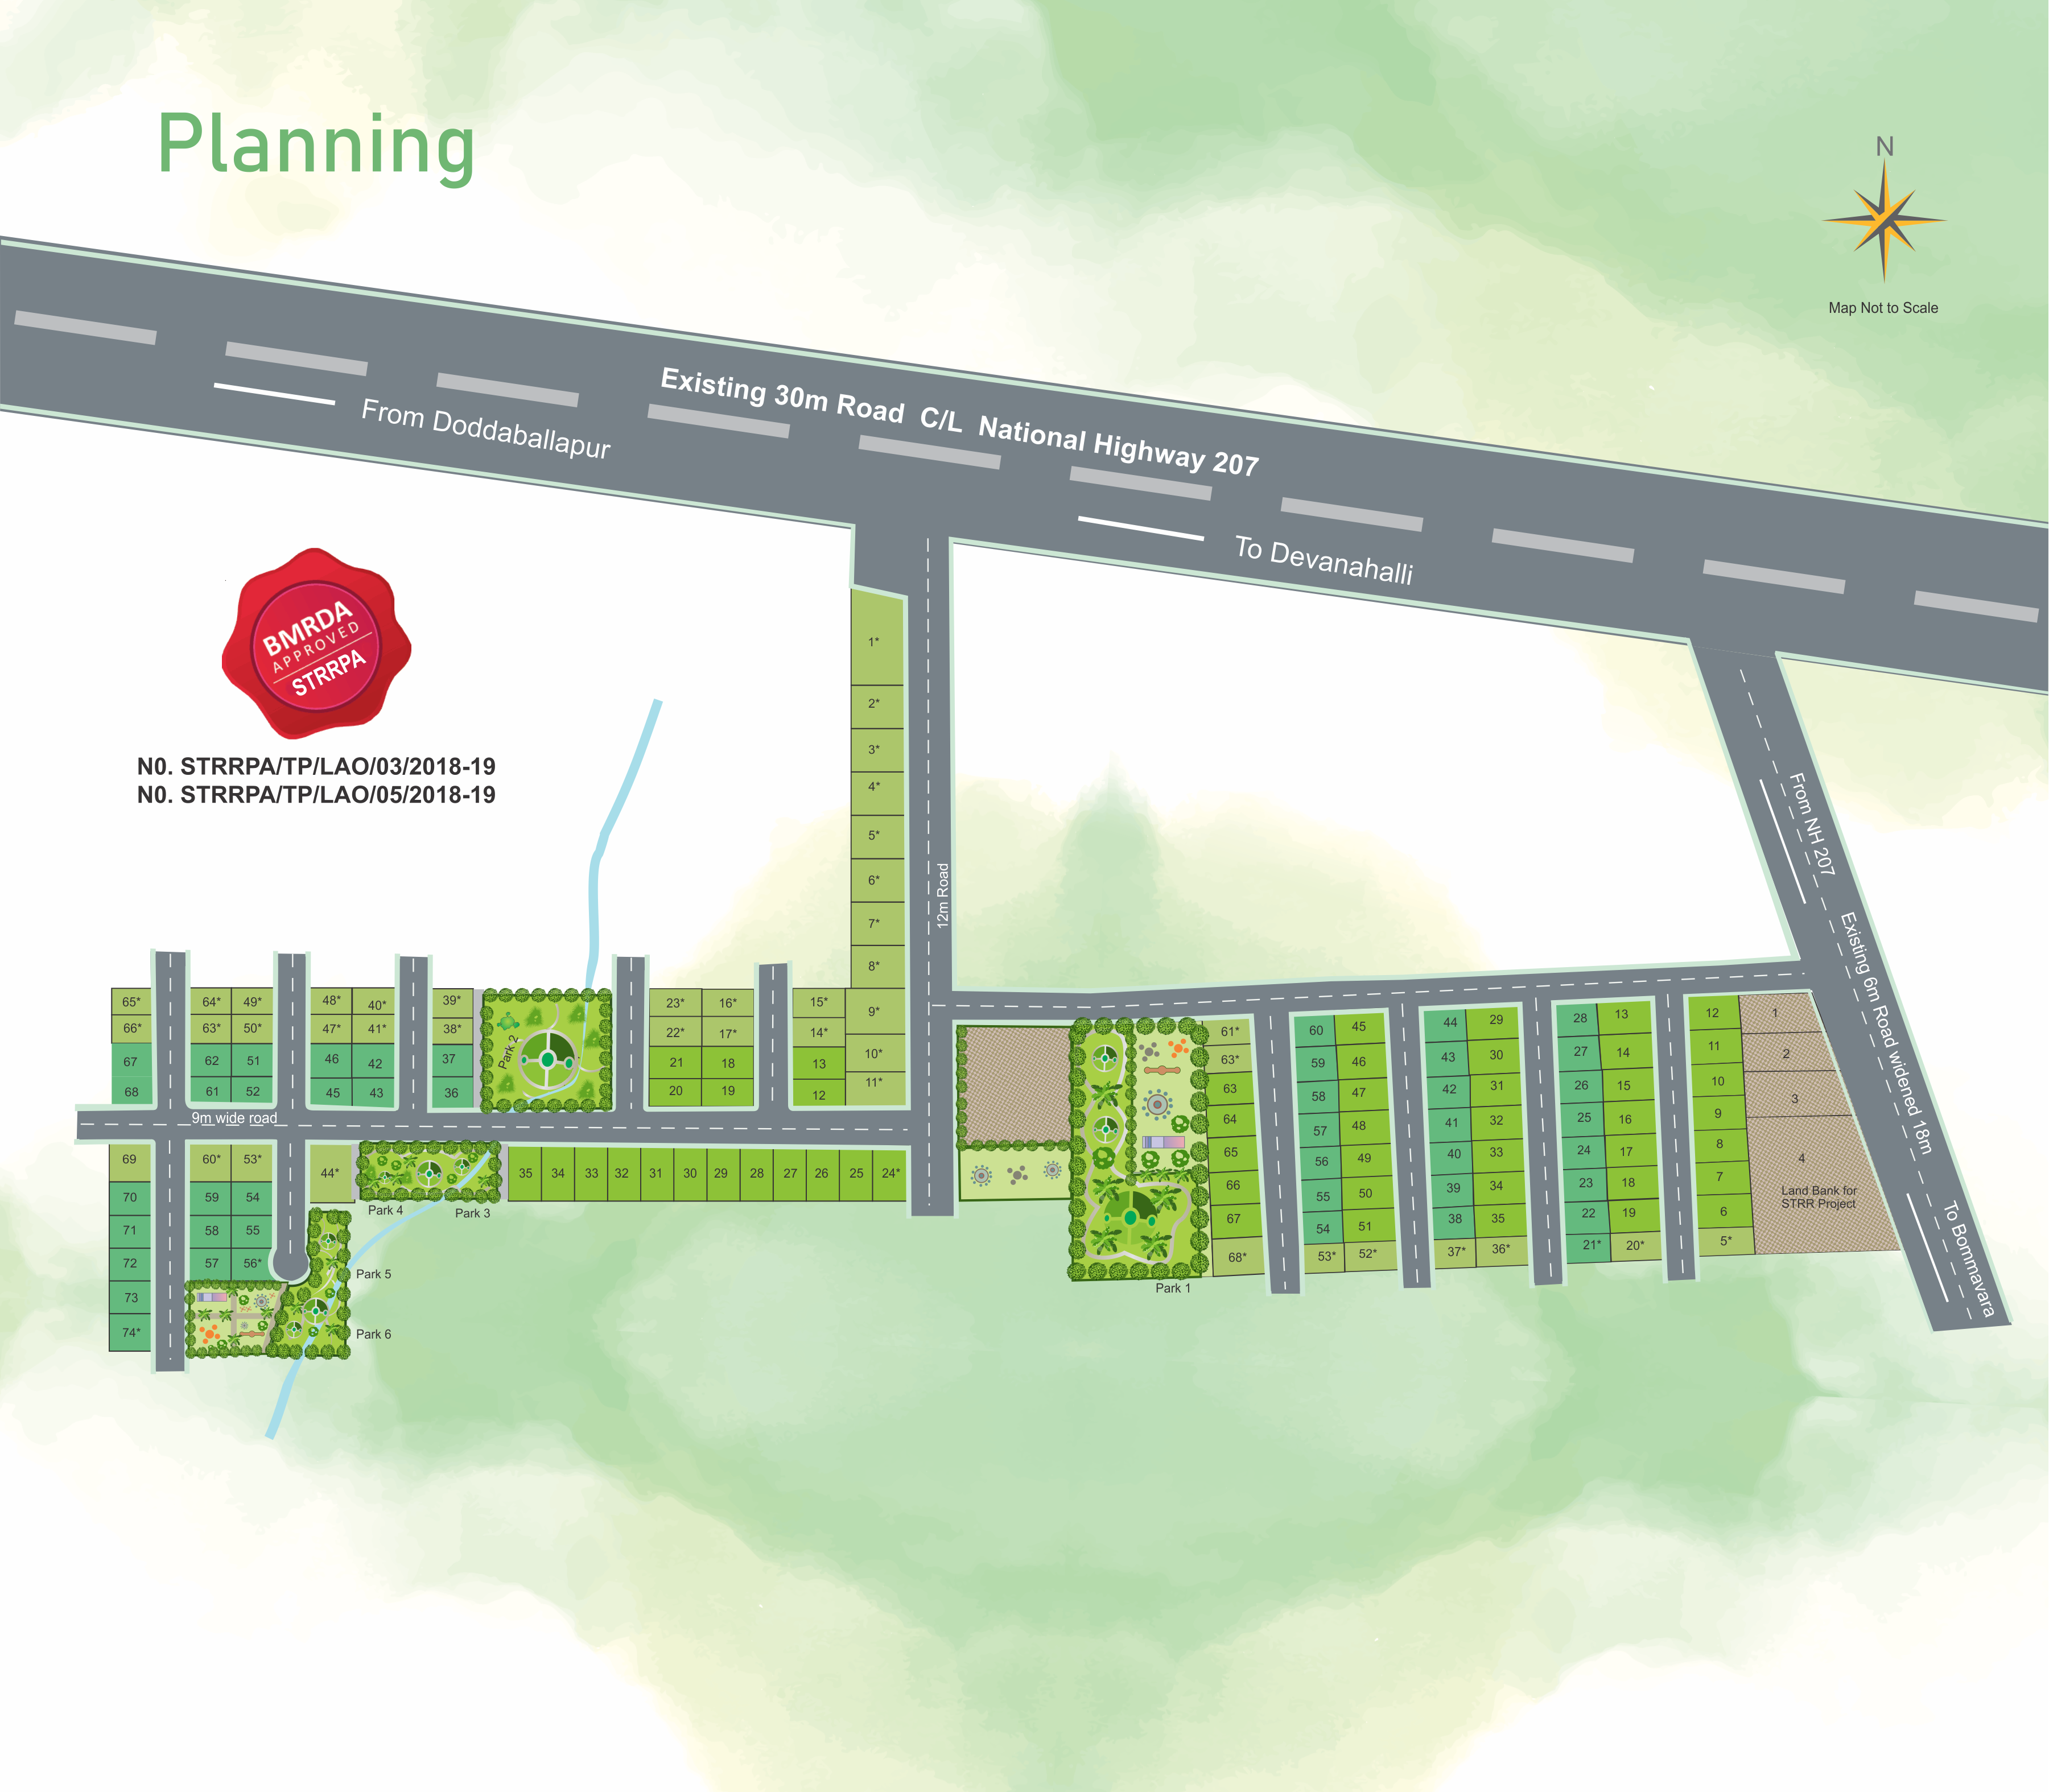 Planning
N
Map Not to Scale
Existing 30m Road C/L National Highway 207
From Doddaballapur
To Devanahalli
BMRDA
APPROVED
STRRPA
N0. STRRPA/TP/LAO/03/2018-19
N0. STRRPA/TP/LAO/05/2018-19
12m Road
From NH 207
Existing 6m Road widened 18m
To Bommavara
1*
2*
3*
4*
5*
6*
7*
8*
9*
10*
11*
65* 64* 49* 48* 40* 39* 23* 16* 15*
66* 63* 50* 47* 41* 38* 22* 17* 14*
67 62 51 46 42 37 21 18 13
68 61 52 45 43 36 20 19 12
Park 2
9m wide road
69 60* 53* 44* 35 34 33 32 31 30 29 28 27 26 25 24*
70 59 54
71 58 55
72 57 56*
73
74*
Park 4
Park 3
Park 5
Park 6
Park 1
61* 60 45 44 29 28 13 12 1
63* 59 46 43 30 27 14 11 2
63 58 47 42 31 26 15 10 3
64 57 48 41 32 25 16 9
65 56 49 40 33 24 17 8 4
66 55 50 39 34 23 18 7
67 54 51 38 35 22 19 6
68* 53* 52* 37* 36* 21* 20* 5*
Land Bank for
STRR Project